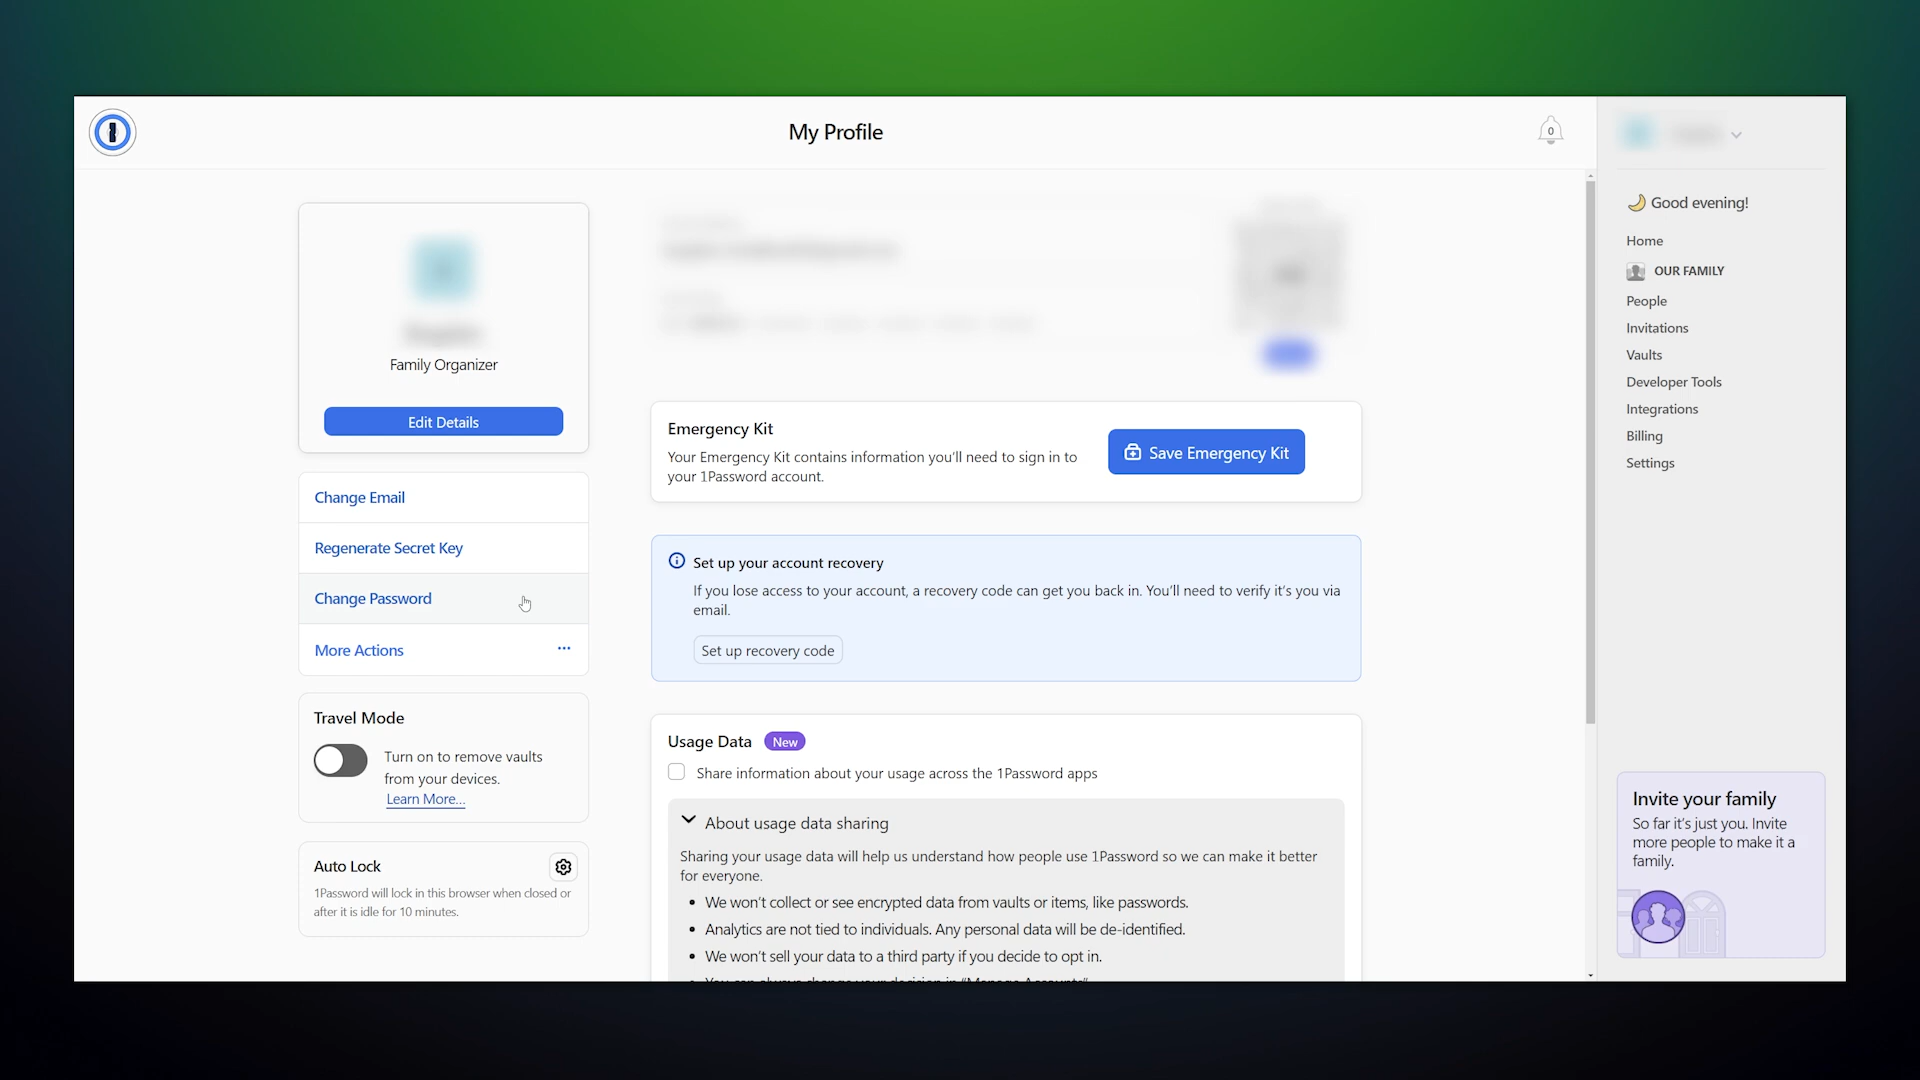 My Profile
0
Family Organizer
Edit Details
Change Email
Regenerate Secret Key
Change Password
More Actions
Travel Mode
Turn on to remove vaults
from your devices.
Learn More...
Auto Lock
1Password will lock in this browser when closed or
after it is idle for 10 minutes.
Emergency Kit
Your Emergency Kit contains information you'll need to sign in to
your 1Password account.
Save Emergency Kit
Set up your account recovery
If you lose access to your account, a recovery code can get you back in. You'll need to verify it's you via
email.
Set up recovery code
Usage Data New
Share information about your usage across the 1Password apps
About usage data sharing
Sharing your usage data will help us understand how people use 1Password so we can make it better
for everyone.
• We won't collect or see encrypted data from vaults or items, like passwords.
• Analytics are not tied to individuals. Any personal data will be de-identified.
• We won't sell your data to a third party if you decide to opt in.
• You can always change your decision in "Manage Accounts"
Good evening!
Home
OUR FAMILY
People
Invitations
Vaults
Developer Tools
Integrations
Billing
Settings
Invite your family
So far it's just you. Invite
more people to make it a
family.